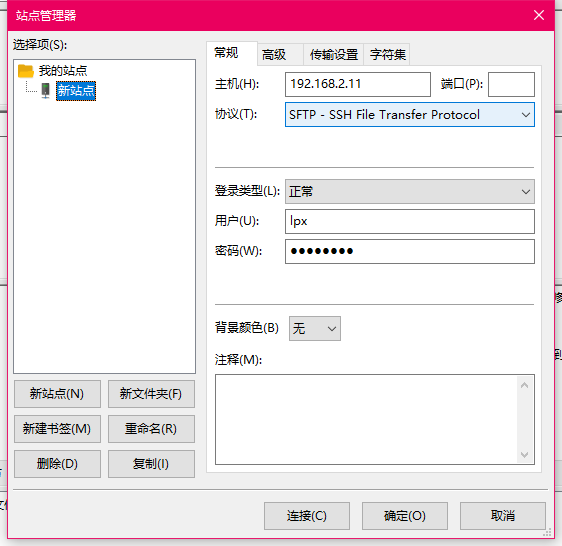 站点管理器
选择项(S):
我的站点
新站点
新站点(N)
新文件夹(F)
新建书签(M)
重命名(R)
删除(D)
复制(I)
常规
高级
传输设置
字符集
主机(H):
192.168.2.11
端口(P):
协议(T):
SFTP - SSH File Transfer Protocol
登录类型(L):
正常
用户(U):
lpx
密码(W):
●●●●●●●●
背景颜色(B)
无
注释(M):
连接(C)
确定(O)
取消